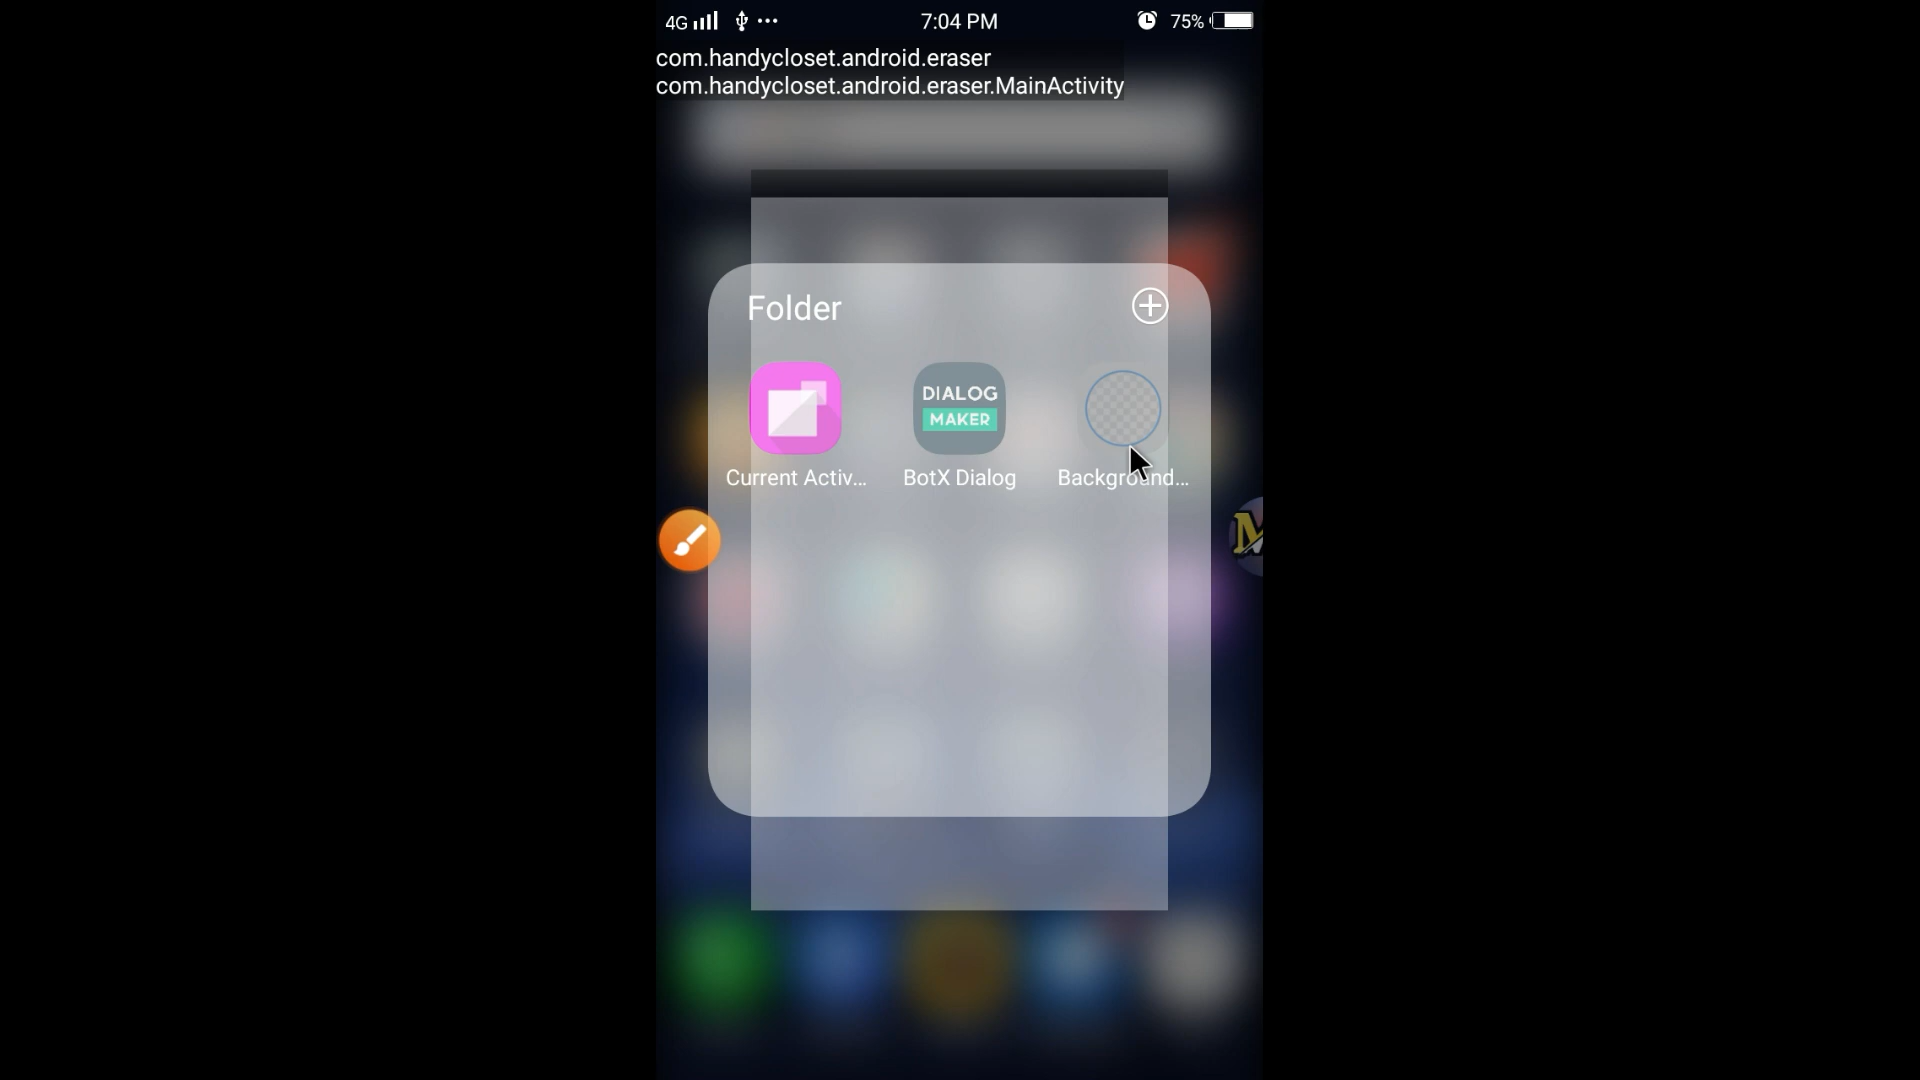 4G 7:04 PM 75%
com.handycloset.android.eraser
com.handycloset.android.eraser.MainActivity
Folder
DIALOG
MAKER
Current Activ... BotX Dialog Background...
M